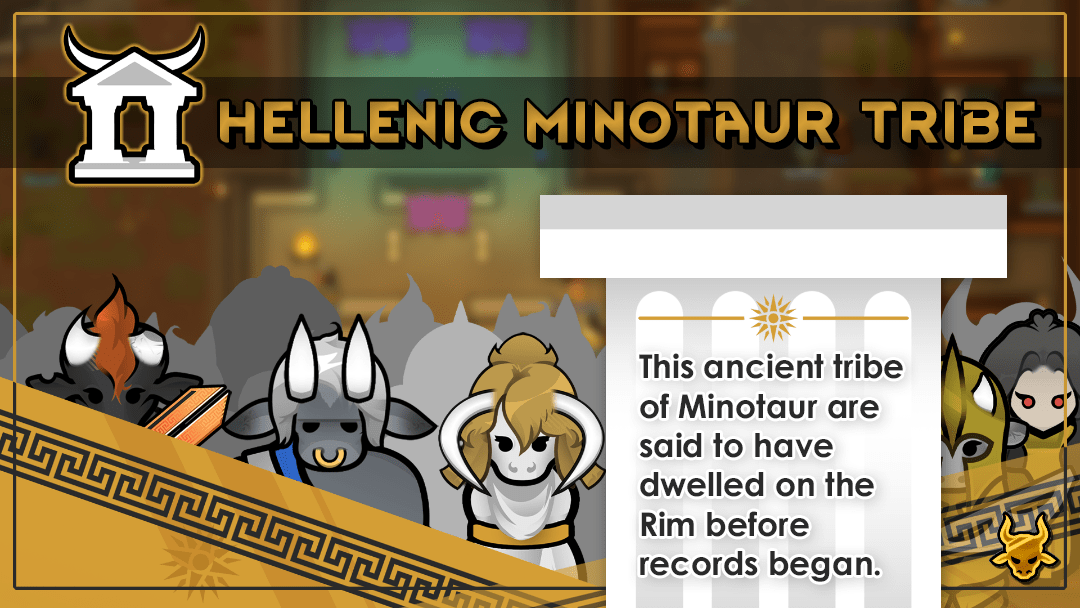 HELLENIC MINOTAUR TRIBE
This ancient tribe
of Minotaur are
said to have
dwelled on the
Rim before
records began.